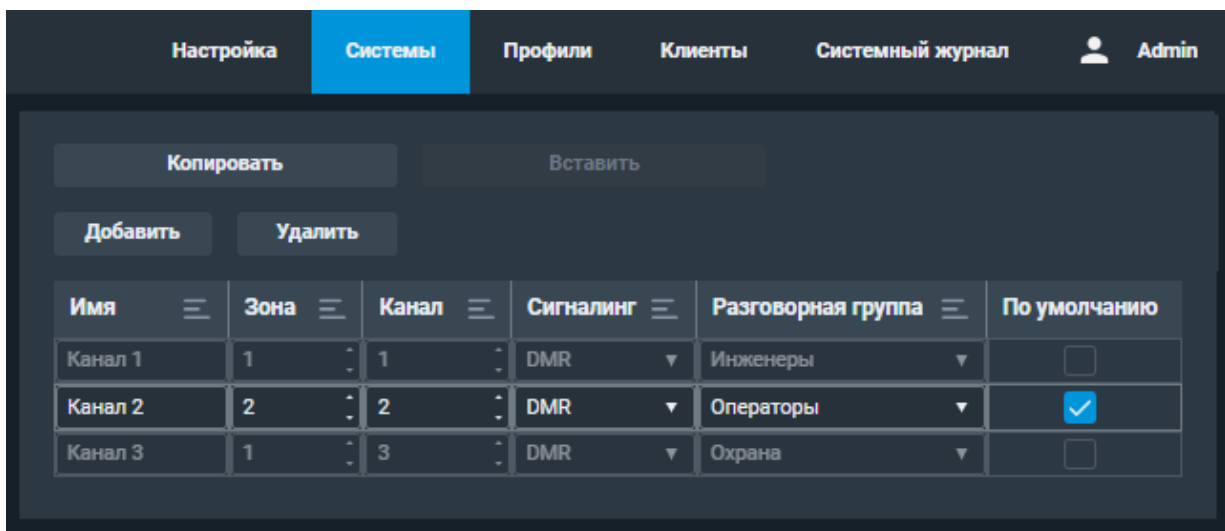 Настройка Системы Профили Клиенты Системный журнал Admin
Копировать Вставить
Добавить Удалить
Имя Зона Канал Сигналинг Разговорная группа По умолчанию
Канал 1 1 1 DMR Инженеры
Канал 2 2 2 DMR Операторы
Канал 3 1 3 DMR Охрана